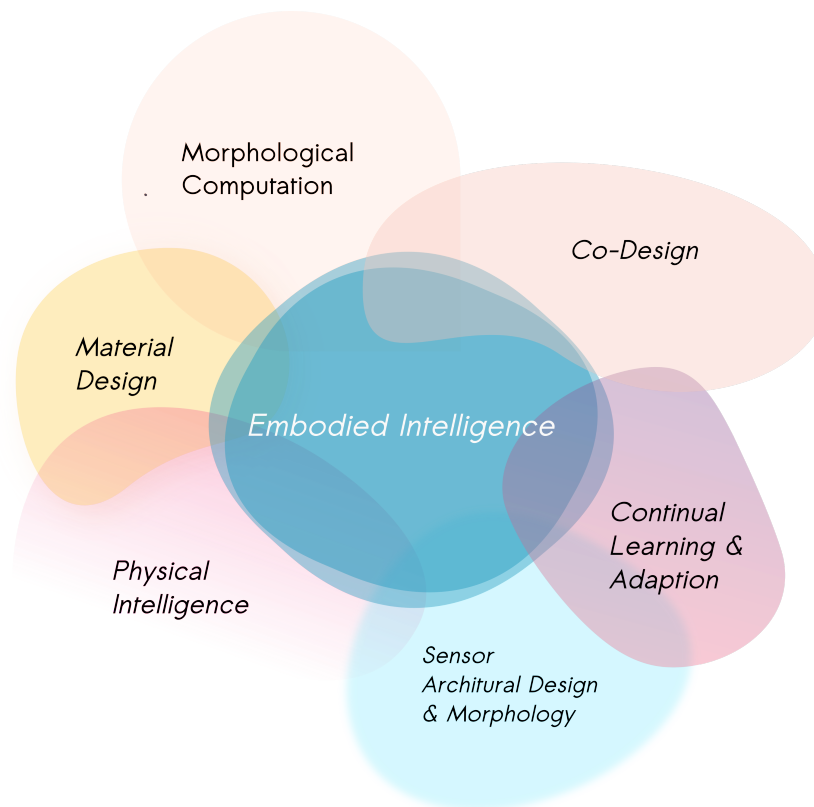 Morphological
Computation
Co-Design
Material
Design
Embodied Intelligence
Continual
Learning &
Adaption
Physical
Intelligence
Sensor
Architural Design
& Morphology